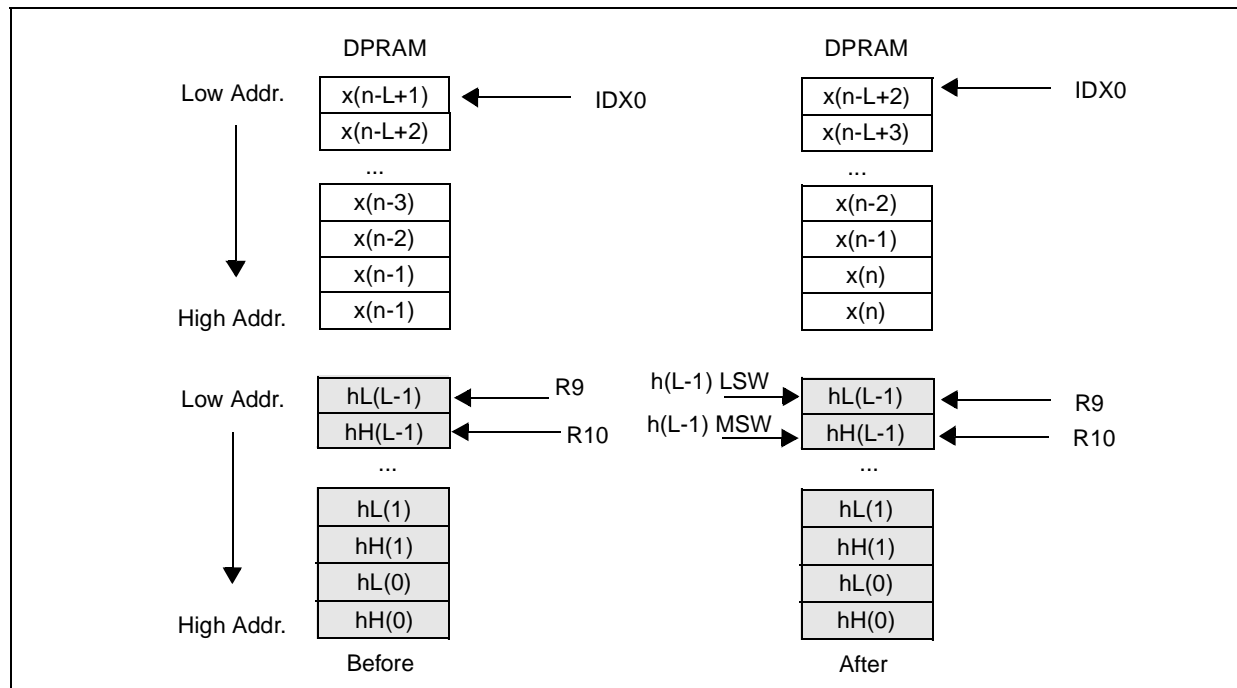 DPRAM DPRAM
Low Addr. x(n-L+1) IDX0 x(n-L+2) IDX0
x(n-L+2) x(n-L+3)
... ...
x(n-3) x(n-2)
x(n-2) x(n-1)
x(n-1) x(n)
High Addr. x(n-1) x(n)
Low Addr. hL(L-1) R9 h(L-1) LSW hL(L-1) R9
hH(L-1) R10 h(L-1) MSW hH(L-1) R10
... ...
hL(1) hL(1)
hH(1) hH(1)
hL(0) hL(0)
High Addr. hH(0) hH(0)
Before After